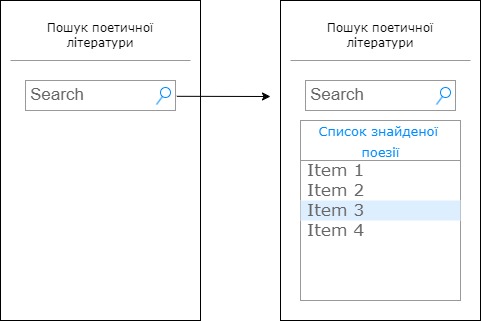 Пошук поетичної
літератури
Search
Пошук поетичної
літератури
Search
Список знайденої
поезії
Item 1
Item 2
Item 3
Item 4